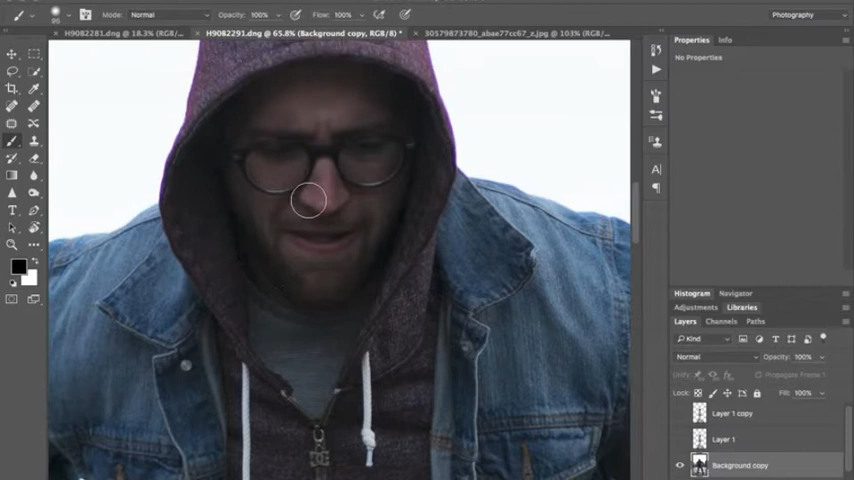 95 Mode: Normal Opacity: 100% Flow: 100% Photography
H9082281.dng @ 18.3% (RGB/... H9082291.dng @ 65.8% (Background copy, RGB/8) * 30579873780_abae77cc67_z.jpg @ 103% (RGB/...
Properties Info
No Properties
Histogram Navigator
Adjustments Libraries
Layers Channels Paths
Kind
Normal Opacity: 100%
Unify: Propagate Frame 1
Lock: Fill: 100%
Layer 1 copy
Layer 1
Background copy